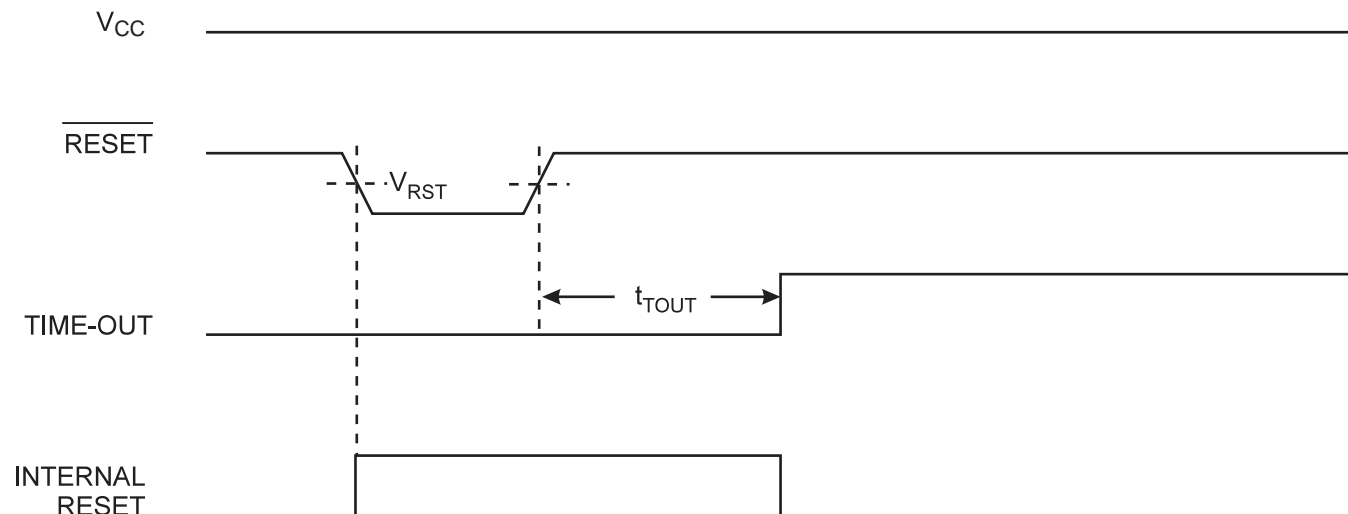 VCC
RESET
VRST
tTOUT
TIME-OUT
INTERNAL
RESET